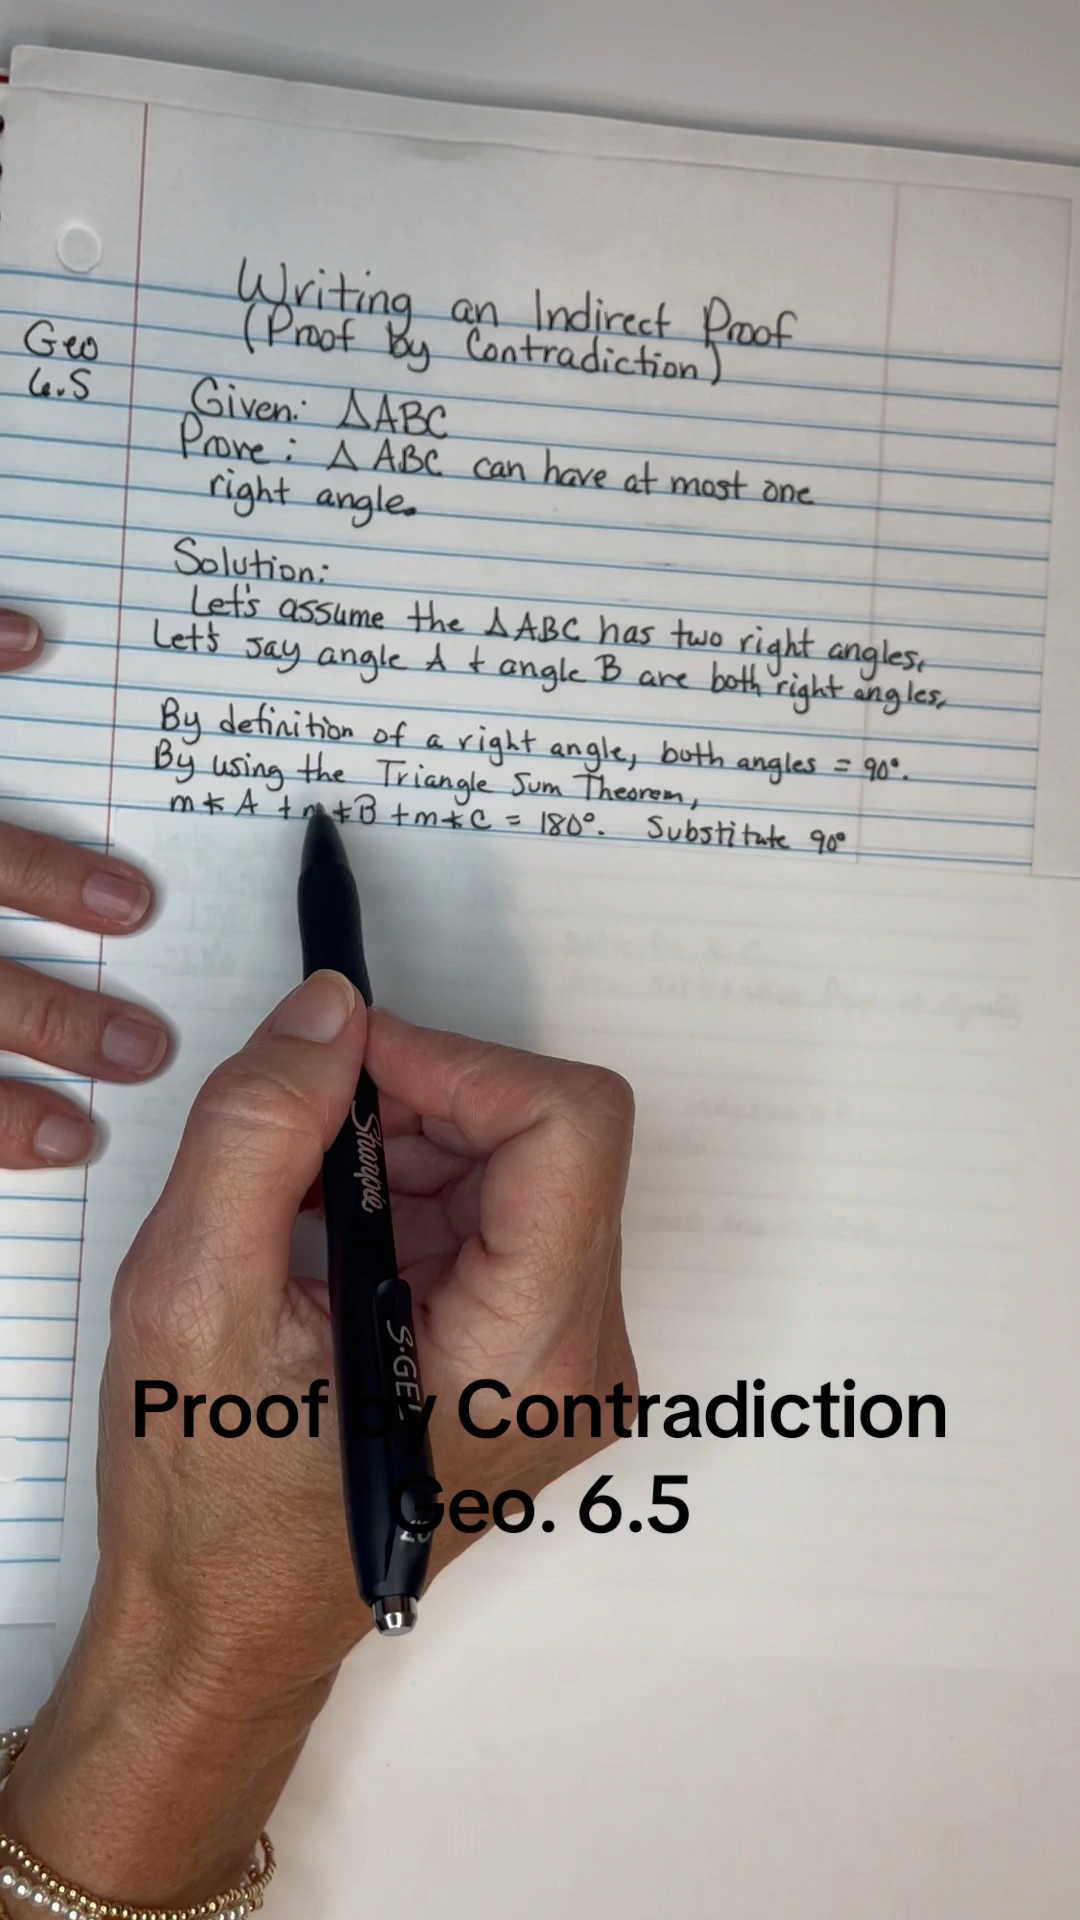 Writing an Indirect Proof
(Proof by Contradiction)
Geo
6.5
Given: △ABC
Prove: △ ABC can have at most one
right angle.
Solution:
Let's assume the △ABC has two right angles,
Let's say angle A + angle B are both right angles,
By definition of a right angle, both angles = 90°.
By using the Triangle Sum Theorem,
m∡ A + m∡B + m∡C = 180°. Substitute 90°
Sharpie
S·GEL
Proof by Contradiction
Geo. 6.5